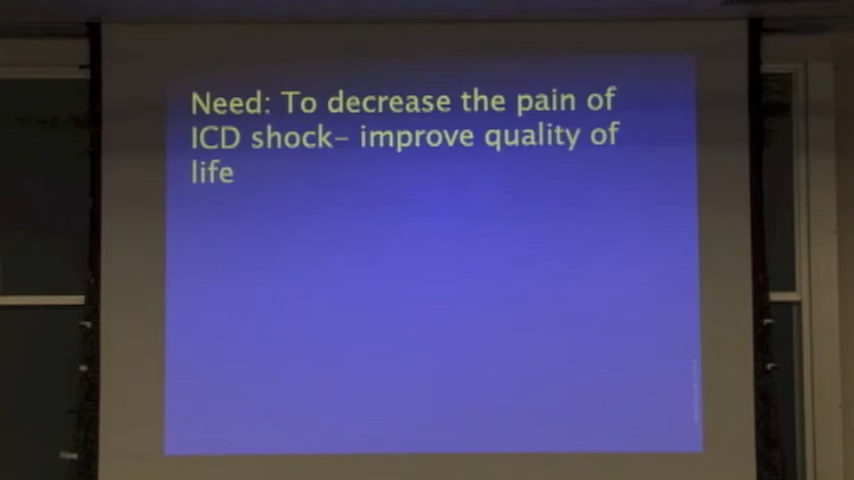 Need: To decrease the pain of
ICD shock- improve quality of
life